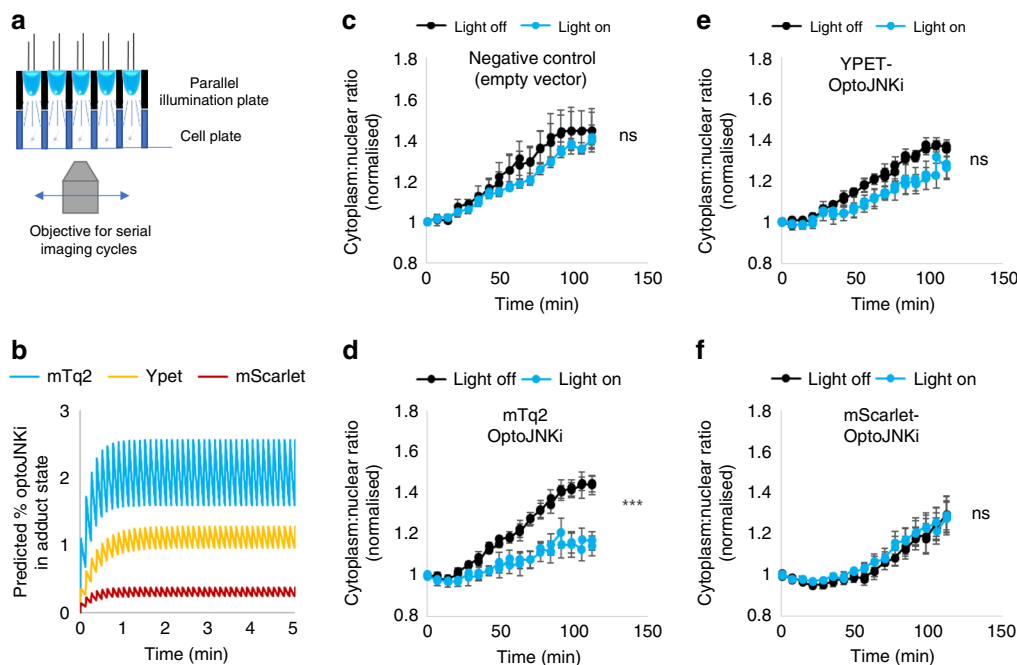 a
Parallel
illumination plate
Cell plate
Objective for serial
imaging cycles
b
mTq2 Ypet mScarlet
Predicted % optoJNKi
in adduct state
3
2
1
0
0 1 2 3 4 5
Time (min)
c
Light off Light on
Negative control
(empty vector)
Cytoplasm:nuclear ratio
(normalised)
1.8
1.6
1.4
1.2
1
0.8
ns
0 50 100 150
Time (min)
d
Light off Light on
mTq2
OptoJNKi
Cytoplasm:nuclear ratio
(normalised)
1.8
1.6
1.4
1.2
1
0.8
***
0 50 100 150
Time (min)
e
Light off Light on
YPET-
OptoJNKi
Cytoplasm:nuclear ratio
(normalised)
1.8
1.6
1.4
1.2
1
0.8
ns
0 50 100 150
Time (min)
f
Light off Light on
mScarlet-
OptoJNKi
Cytoplasm:nuclear ratio
(normalised)
1.8
1.6
1.4
1.2
1
0.8
ns
0 50 100 150
Time (min)